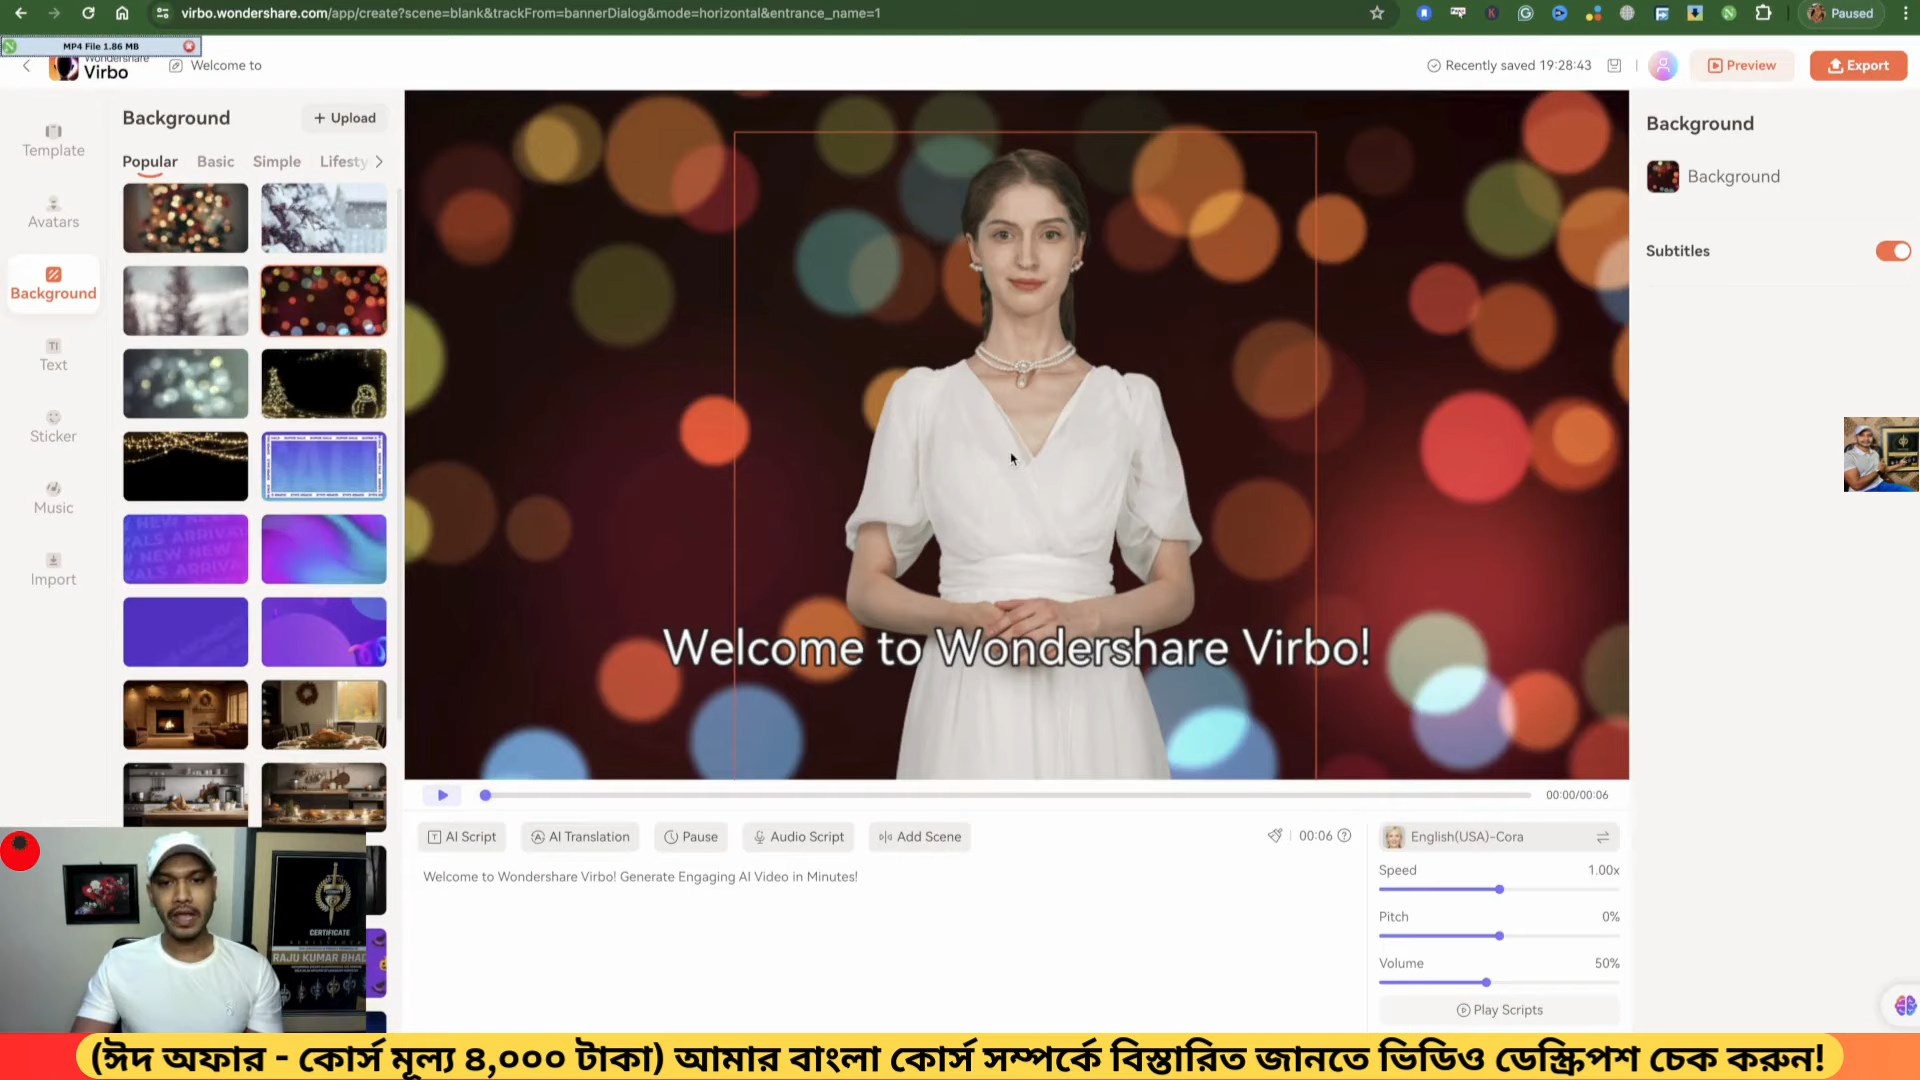 virbo.wondershare.com/app/create?scene=blank&trackFrom=bannerDialog&mode=horizontal&entrance_name=1
Paused
MP4 File 1.86 MB
Wondershare
Virbo
Welcome to
Recently saved 19:28:43
Preview
Export
Template
Avatars
Background
Text
Sticker
Music
Import
Background
+ Upload
Popular
Basic
Simple
Lifesty
Welcome to Wondershare Virbo!
00:00/00:06
AI Script
AI Translation
Pause
Audio Script
Add Scene
00:06
Welcome to Wondershare Virbo! Generate Engaging AI Video in Minutes!
Background
Background
Subtitles
English(USA)-Cora
Speed
1.00x
Pitch
0%
Volume
50%
Play Scripts
CERTIFICATE
RAJU KUMAR BHAD
(ঈদ অফার - কোর্স মূল্য ৪,০০০ টাকা) আমার বাংলা কোর্স সম্পর্কে বিস্তারিত জানতে ভিডিও ডেস্ক্রিপশ চেক করুন!